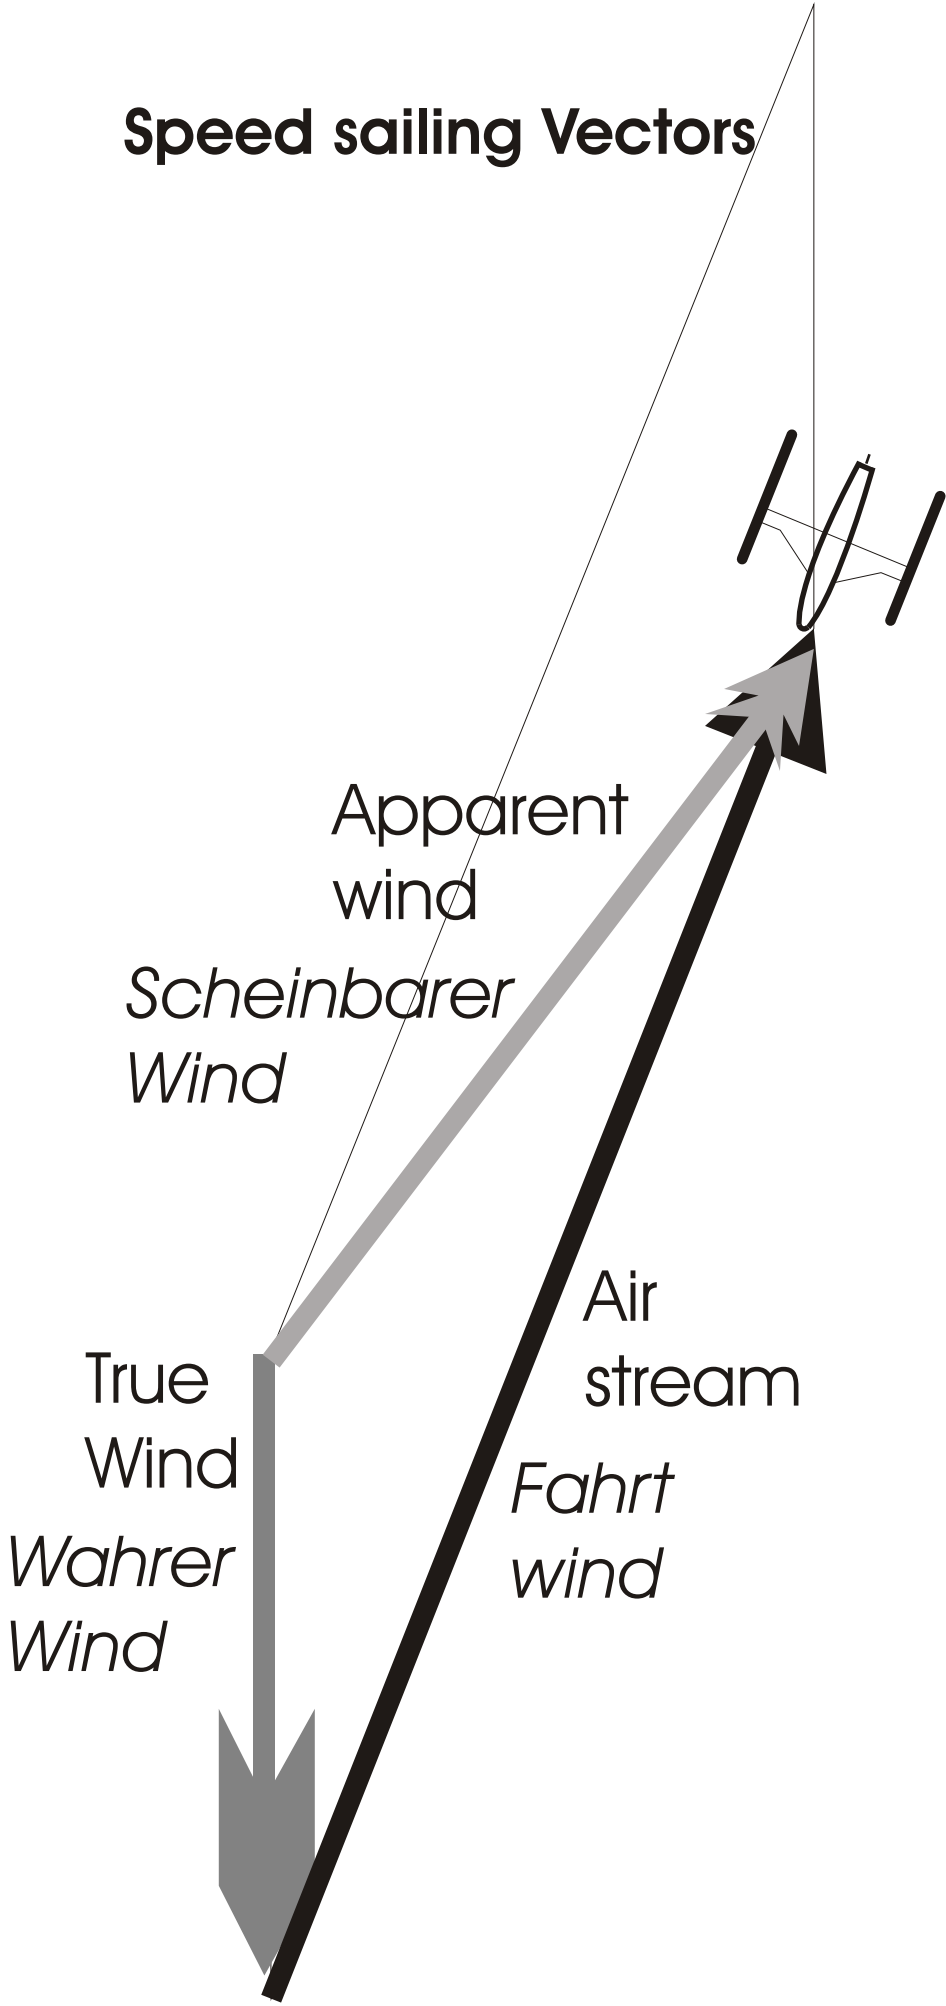 Speed sailing Vectors
Apparent
wind
Scheinbarer
Wind
Air
stream
True
Wind
Fahrt
wind
Wahrer
Wind